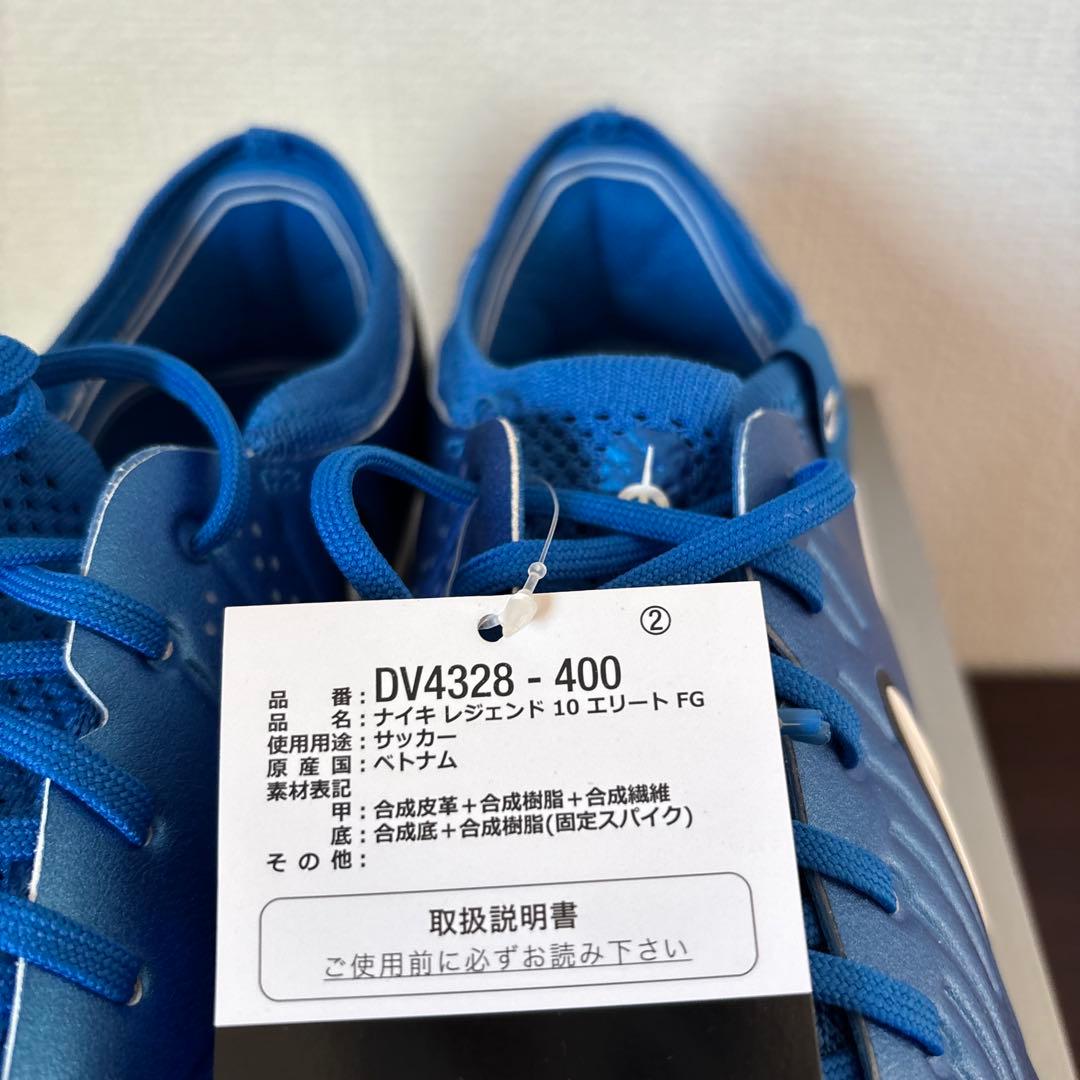 ②
品 番：DV4328 - 400
品 名：ナイキ レジェンド 10 エリート FG
使用用途：サッカー
原 産 国：ベトナム
素材表記
甲：合成皮革＋合成樹脂＋合成繊維
底：合成底＋合成樹脂(固定スパイク)
そ の 他：
取扱説明書
ご使用前に必ずお読み下さい